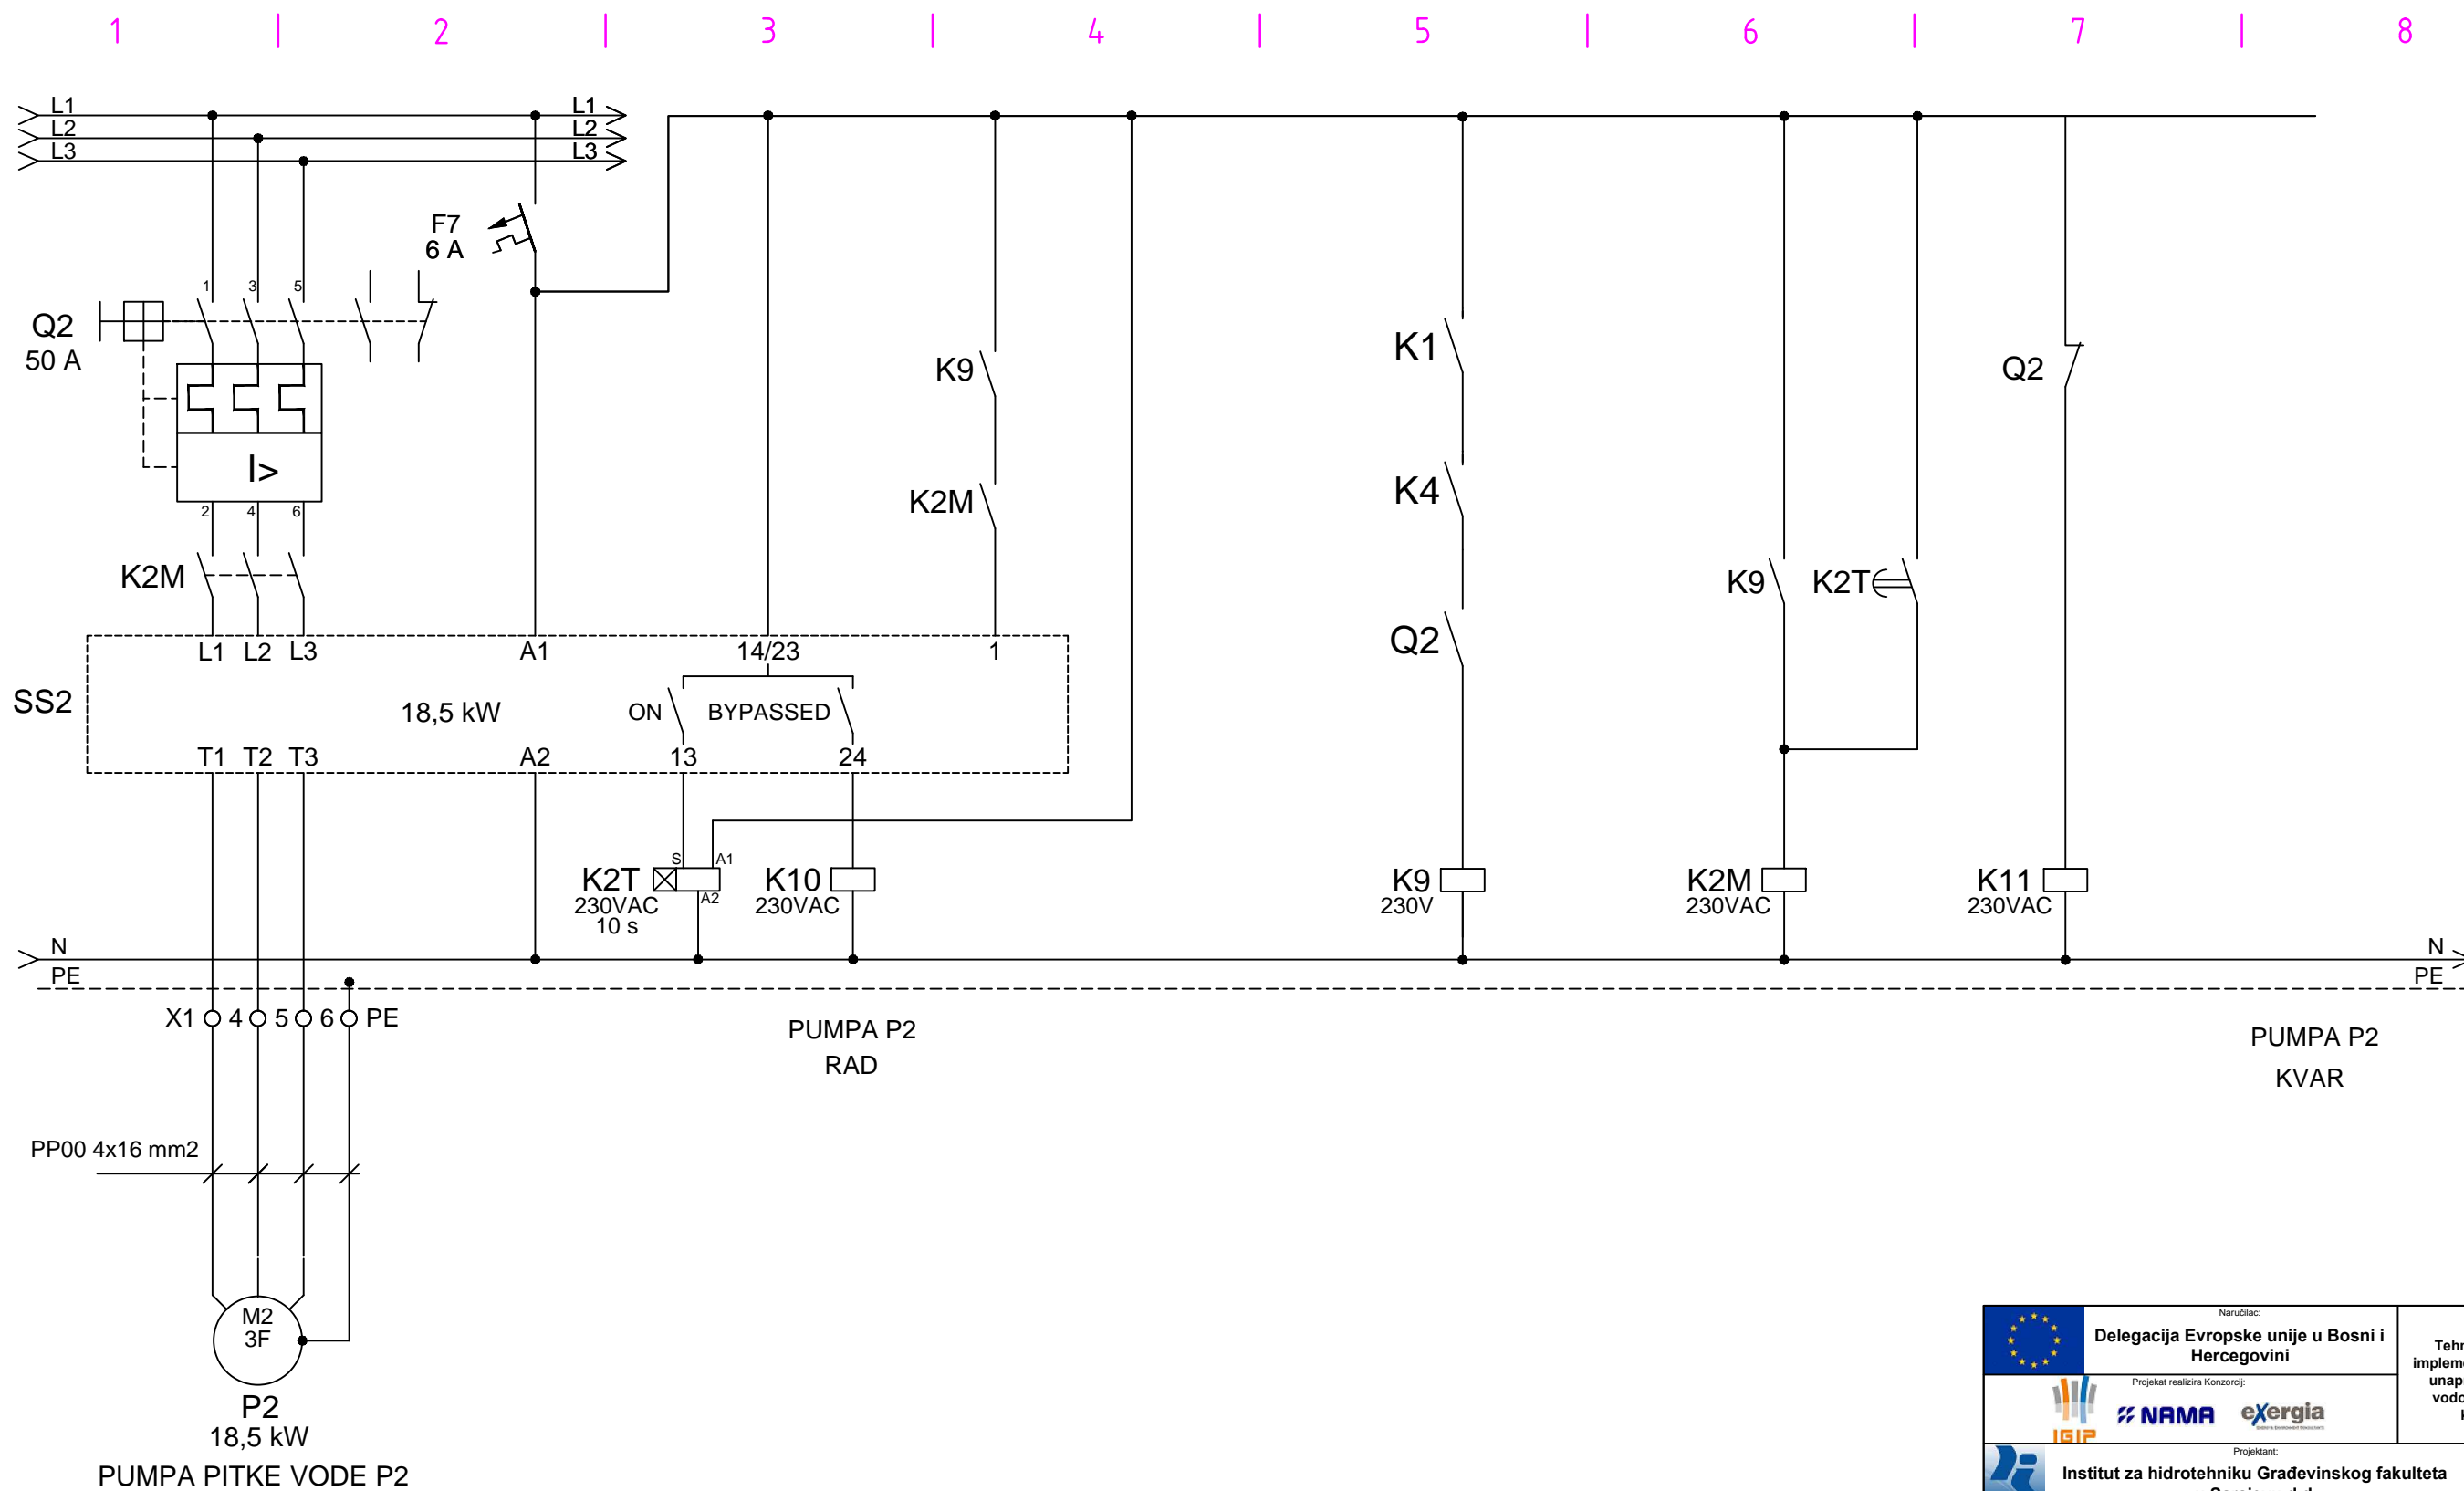 1 2 3 4 5 6 7 8
L1 L1
L2 L2
L3 L3
F7
6 A
1 3 5
Q2
50 A
I>
2 4 6
K2M
K9
K2M
K1
K4
Q2
K9 K2T
Q2
SS2
L1 L2 L3 A1 14/23 1
18,5 kW ON BYPASSED
T1 T2 T3 A2 13 24
S A1
K2T
A2
230VAC
10 s
K10
230VAC
K9
230V
K2M
230VAC
K11
230VAC
N N
PE PE
X1 4 5 6 PE
PUMPA P2
RAD
PUMPA P2
KVAR
PP00 4x16 mm2
M2
3F
P2
18,5 kW
PUMPA PITKE VODE P2
Naručilac:
Delegacija Evropske unije u Bosni i
Hercegovini
Projekat realizira Konzorcij:
IGIP NAMA eXergia
Projektant:
Institut za hidrotehniku Građevinskog fakulteta